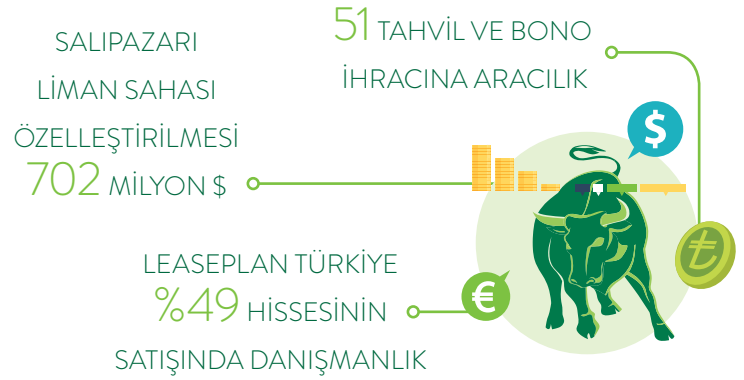 SALIPAZARI
LİMAN SAHASI
ÖZELLEŞTİRİLMESİ
702 MİLYON $
51 TAHVİL VE BONO
İHRACINA ARACILIK
$
₺
LEASEPLAN TÜRKİYE
%49 HİSSESİNİN
SATIŞINDA DANIŞMANLIK
€